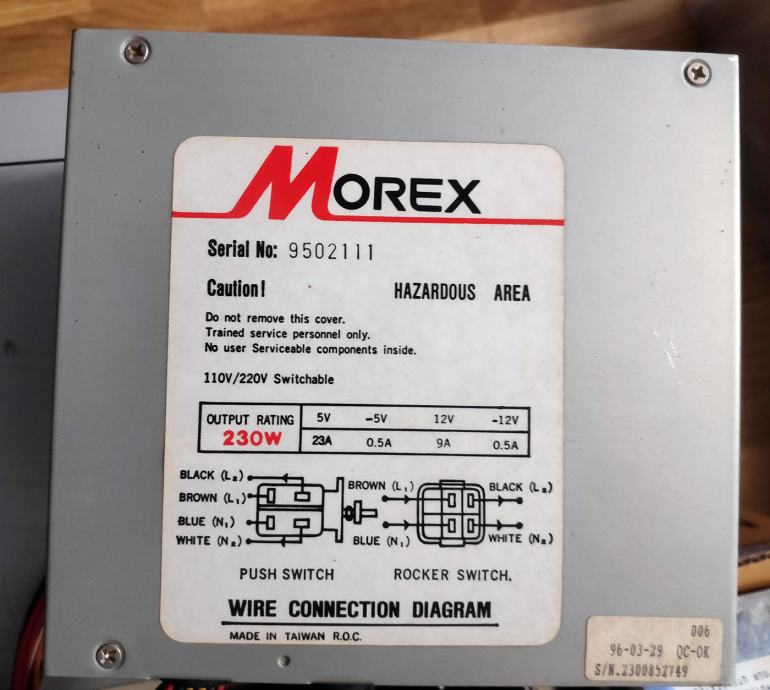 MOREX
Serial No: 9502111
Caution! HAZARDOUS AREA
Do not remove this cover.
Trained service personnel only.
No user Serviceable components inside.
110V/220V Switchable
OUTPUT RATING 5V -5V 12V -12V
230W 23A 0.5A 9A 0.5A
BLACK (L₂) BROWN (L₁) BLACK (L₂)
BROWN (L₁)
BLUE (N₁)
WHITE (N₂) BLUE (N₁) WHITE (N₂)
PUSH SWITCH ROCKER SWITCH.
WIRE CONNECTION DIAGRAM
MADE IN TAIWAN R.O.C.
006
96-03-29 QC-OK
S/N.2300852749